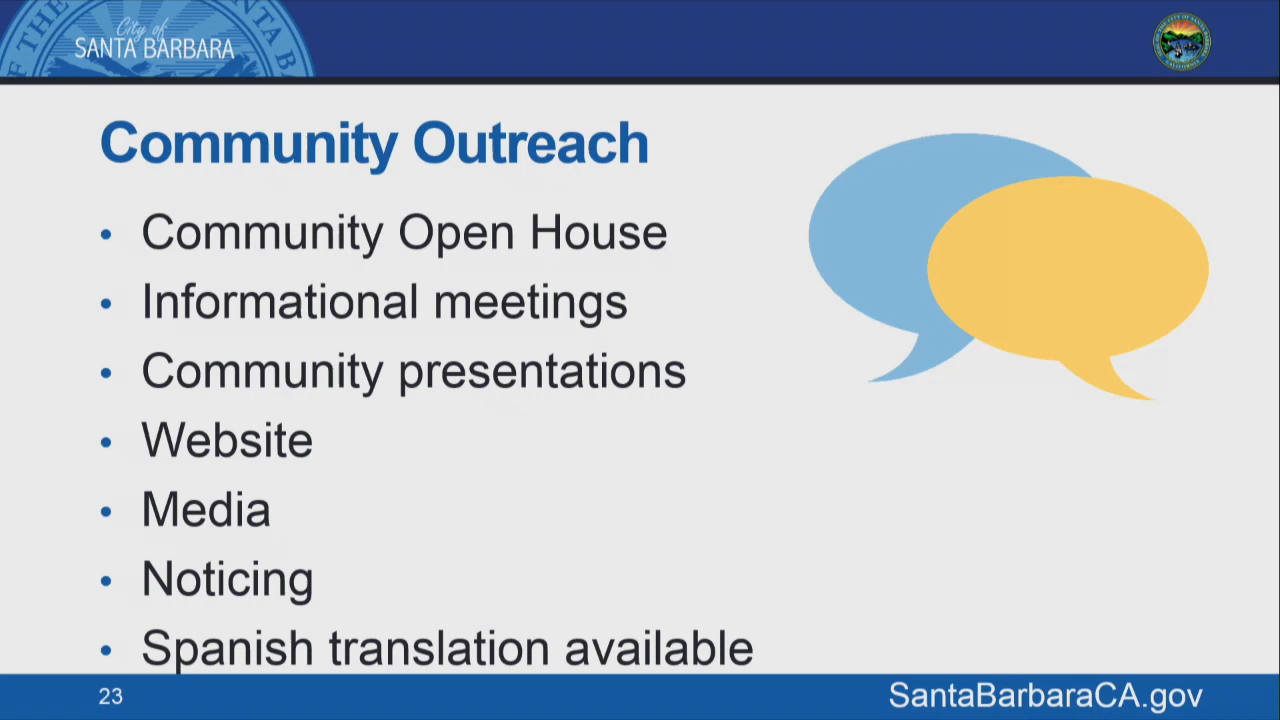 City of
SANTA BARBARA
Community Outreach
• Community Open House
• Informational meetings
• Community presentations
• Website
• Media
• Noticing
• Spanish translation available
23
SantaBarbaraCA.gov